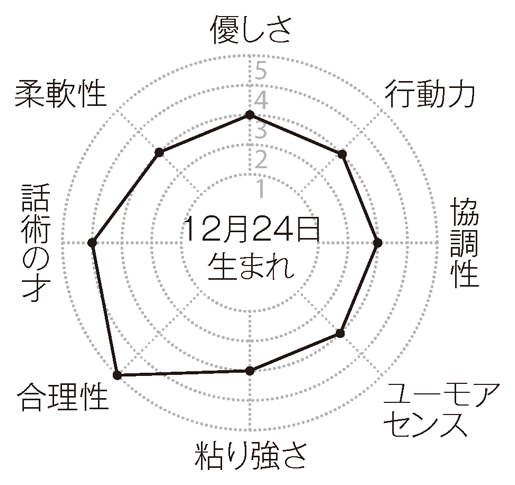 優しさ
行動力
協調性
ユーモア
センス
粘り強さ
合理性
話術の才
柔軟性
5
4
3
2
1
12月24日
生まれ